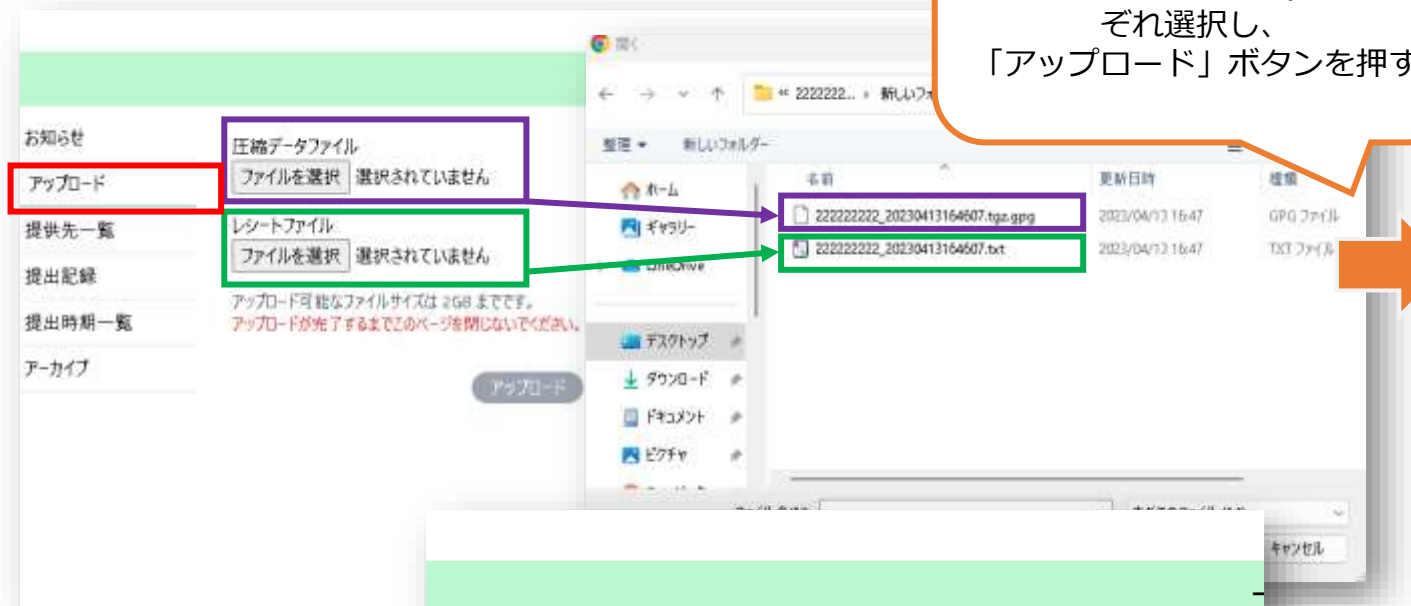 ぞれ選択し、
「アップロード」ボタンを押す
開く
« 2222222... › 新しいフォ
整理 新しいフォルダー
お知らせ
アップロード
提供先一覧
提出記録
提出時期一覧
アーカイブ
圧縮データファイル
ファイルを選択 選択されていません
レシートファイル
ファイルを選択 選択されていません
アップロード可能なファイルサイズは 2GB までです。
アップロードが完了するまでこのページを閉じないでください。
アップロード
ホーム
ギャラリー
OneDrive
デスクトップ
ダウンロード
ドキュメント
ピクチャ
名前 更新日時 種類
222222222_20230413164607.tgz.gpg 2023/04/13 16:47 GPG ファイル
222222222_20230413164607.txt 2023/04/13 16:47 TXT ファイル
キャンセル